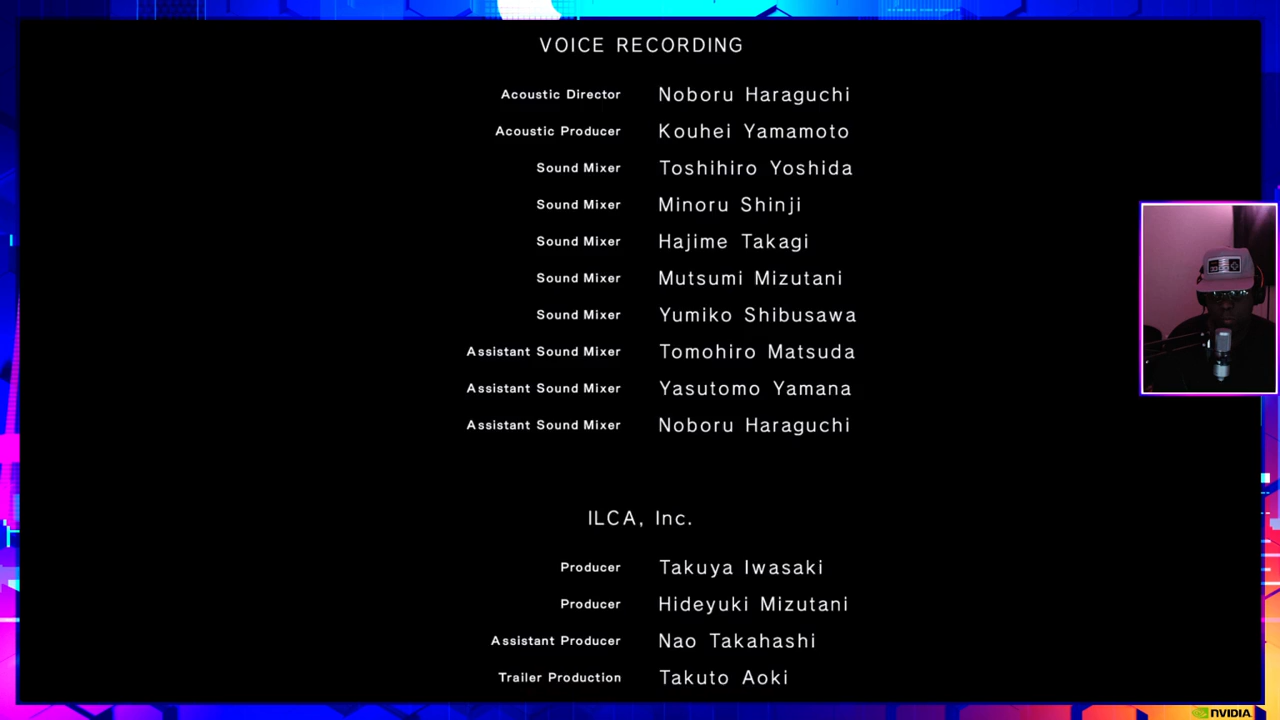 VOICE RECORDING
Acoustic Director Noboru Haraguchi
Acoustic Producer Kouhei Yamamoto
Sound Mixer Toshihiro Yoshida
Sound Mixer Minoru Shinji
Sound Mixer Hajime Takagi
Sound Mixer Mutsumi Mizutani
Sound Mixer Yumiko Shibusawa
Assistant Sound Mixer Tomohiro Matsuda
Assistant Sound Mixer Yasutomo Yamana
Assistant Sound Mixer Noboru Haraguchi
ILCA, Inc.
Producer Takuya Iwasaki
Producer Hideyuki Mizutani
Assistant Producer Nao Takahashi
Trailer Production Takuto Aoki
NVIDIA